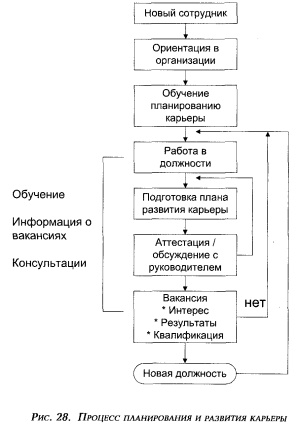 Новый сотрудник
Ориентация в
организации
Обучение
планированию
карьеры
Работа в
должности
Подготовка плана
развития карьеры
Аттестация /
обсуждение с
руководителем
Вакансия
* Интерес
* Результаты
* Квалификация
нет
Новая должность
Обучение
Информация о
вакансиях
Консультации
Рис. 28. Процесс планирования и развития карьеры